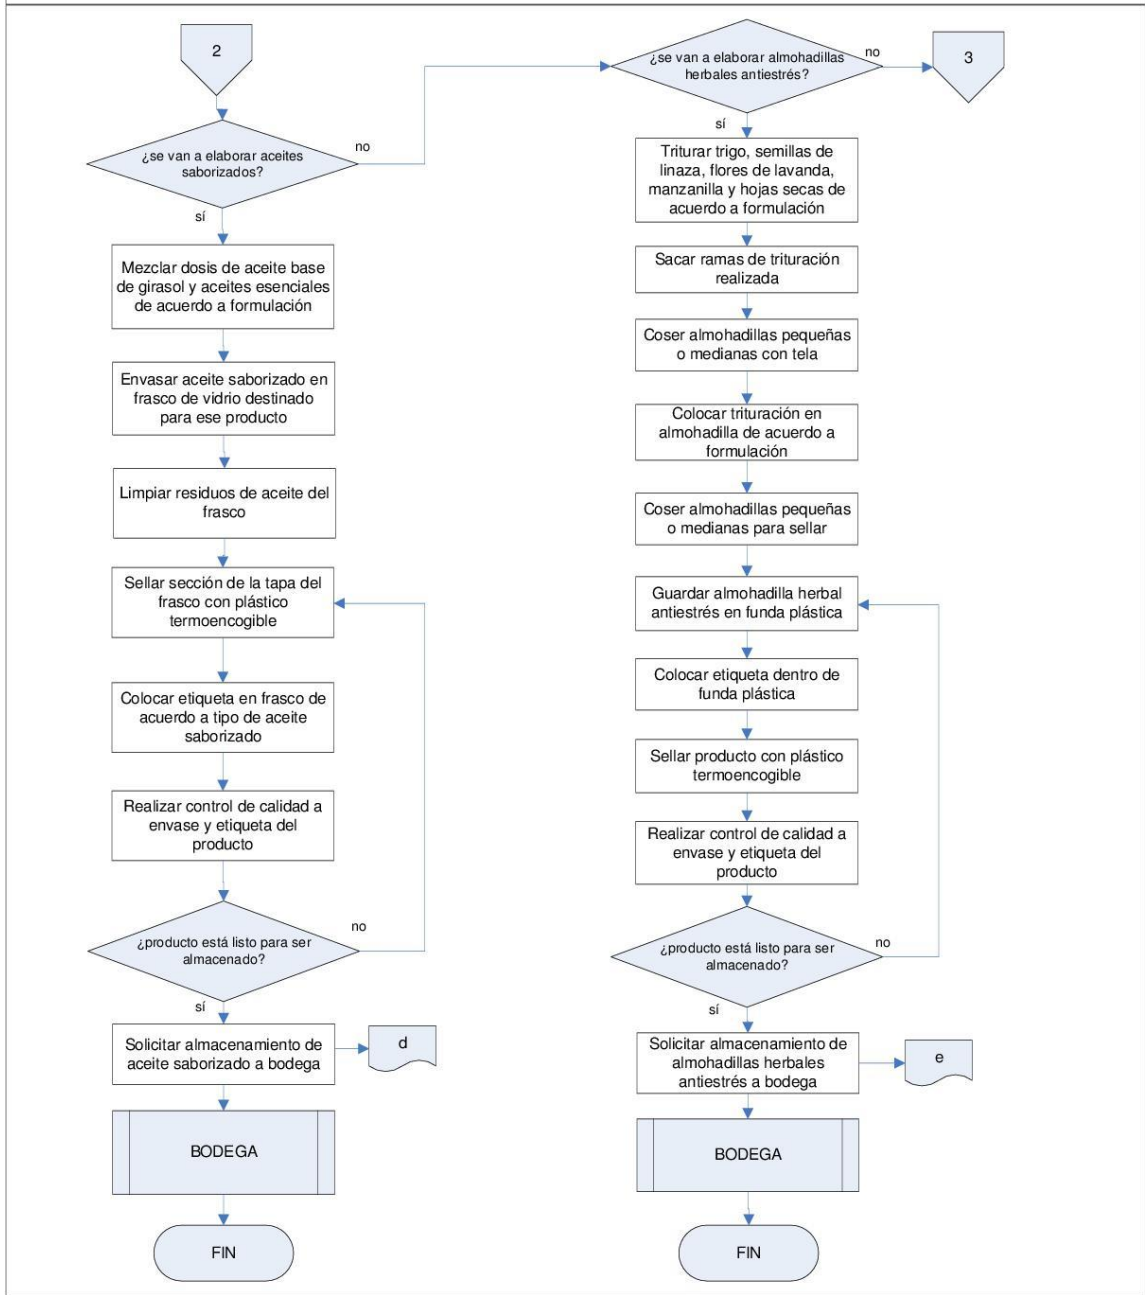 2
¿se van a elaborar aceites
saborizados?
no
sí
Mezclar dosis de aceite base
de girasol y aceites esenciales
de acuerdo a formulación
Envasar aceite saborizado en
frasco de vidrio destinado
para ese producto
Limpiar residuos de aceite del
frasco
Sellar sección de la tapa del
frasco con plástico
termoencogible
Colocar etiqueta en frasco de
acuerdo a tipo de aceite
saborizado
Realizar control de calidad a
envase y etiqueta del
producto
¿producto está listo para ser
almacenado?
no
sí
Solicitar almacenamiento de
aceite saborizado a bodega
d
BODEGA
FIN
¿se van a elaborar almohadillas
herbales antiestrés?
no
3
sí
Triturar trigo, semillas de
linaza, flores de lavanda,
manzanilla y hojas secas de
acuerdo a formulación
Sacar ramas de trituración
realizada
Coser almohadillas pequeñas
o medianas con tela
Colocar trituración en
almohadilla de acuerdo a
formulación
Coser almohadillas pequeñas
o medianas para sellar
Guardar almohadilla herbal
antiestrés en funda plástica
Colocar etiqueta dentro de
funda plástica
Sellar producto con plástico
termoencogible
Realizar control de calidad a
envase y etiqueta del
producto
¿producto está listo para ser
almacenado?
no
sí
Solicitar almacenamiento de
almohadillas herbales
antiestrés a bodega
e
BODEGA
FIN